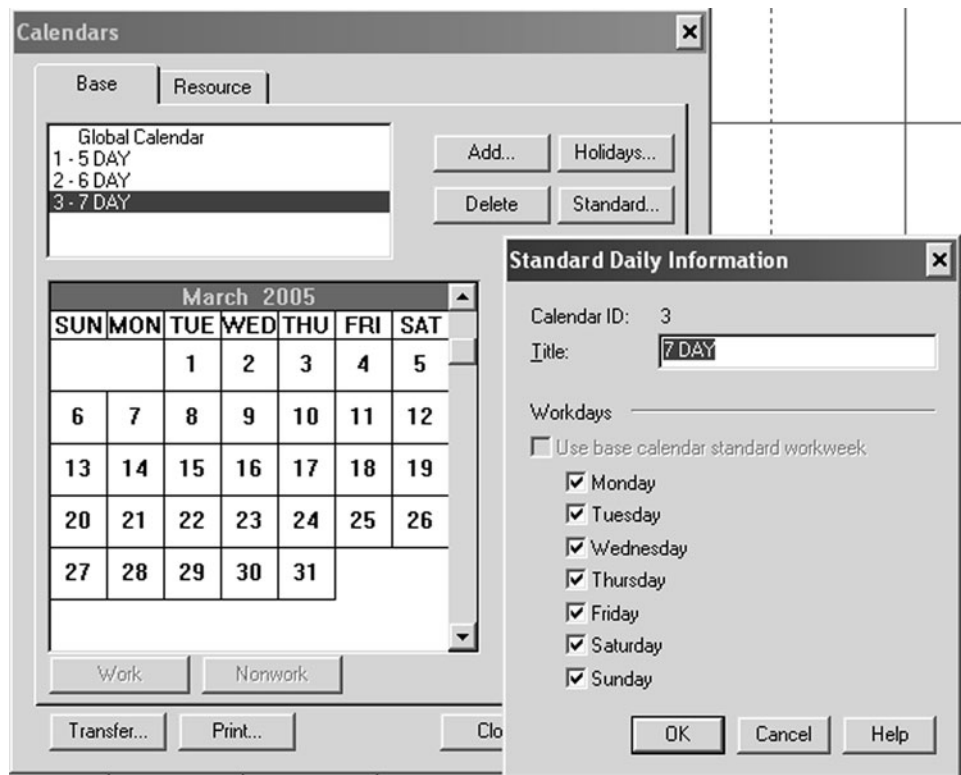 Calendars
Base Resource
Global Calendar
1 - 5 DAY
2 - 6 DAY
3 - 7 DAY
Add... Holidays...
Delete Standard...
March 2005
SUN MON TUE WED THU FRI SAT
1 2 3 4 5
6 7 8 9 10 11 12
13 14 15 16 17 18 19
20 21 22 23 24 25 26
27 28 29 30 31
Work Nonwork
Transfer... Print... Clo
Standard Daily Information
Calendar ID: 3
Title: 7 DAY
Workdays
Use base calendar standard workweek
Monday
Tuesday
Wednesday
Thursday
Friday
Saturday
Sunday
OK Cancel Help